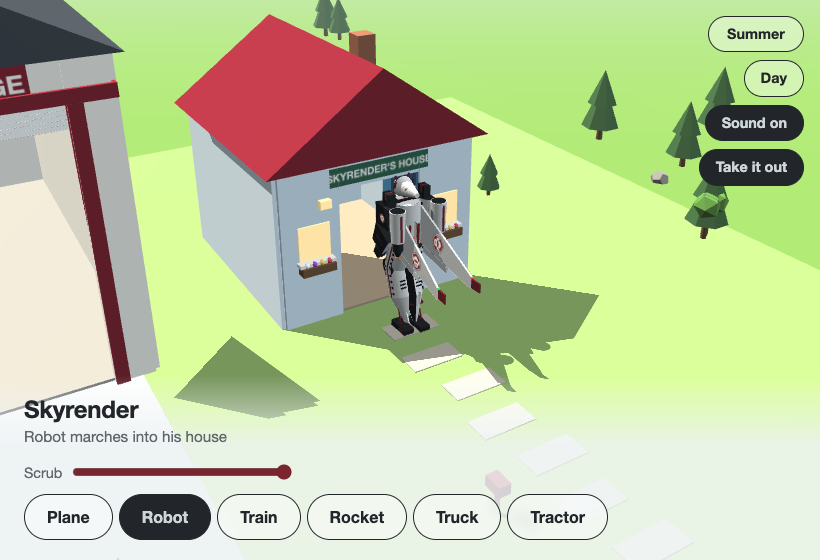 GE
SKYRENDER'S HOUSE
Summer
Day
Sound on
Take it out
Skyrender
Robot marches into his house
Scrub
Plane
Robot
Train
Rocket
Truck
Tractor